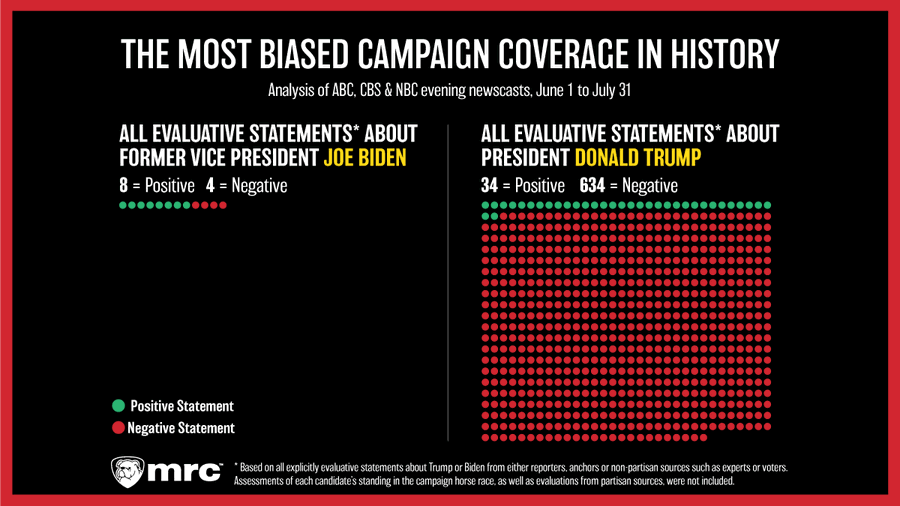 THE MOST BIASED CAMPAIGN COVERAGE IN HISTORY
Analysis of ABC, CBS & NBC evening newscasts, June 1 to July 31
ALL EVALUATIVE STATEMENTS* ABOUT
FORMER VICE PRESIDENT JOE BIDEN
8 = Positive 4 = Negative
ALL EVALUATIVE STATEMENTS* ABOUT
PRESIDENT DONALD TRUMP
34 = Positive 634 = Negative
Positive Statement
Negative Statement
mrc™
* Based on all explicitly evaluative statements about Trump or Biden from either reporters, anchors or non-partisan sources such as experts or voters.
Assessments of each candidate's standing in the campaign horse race, as well as evaluations from partisan sources, were not included.